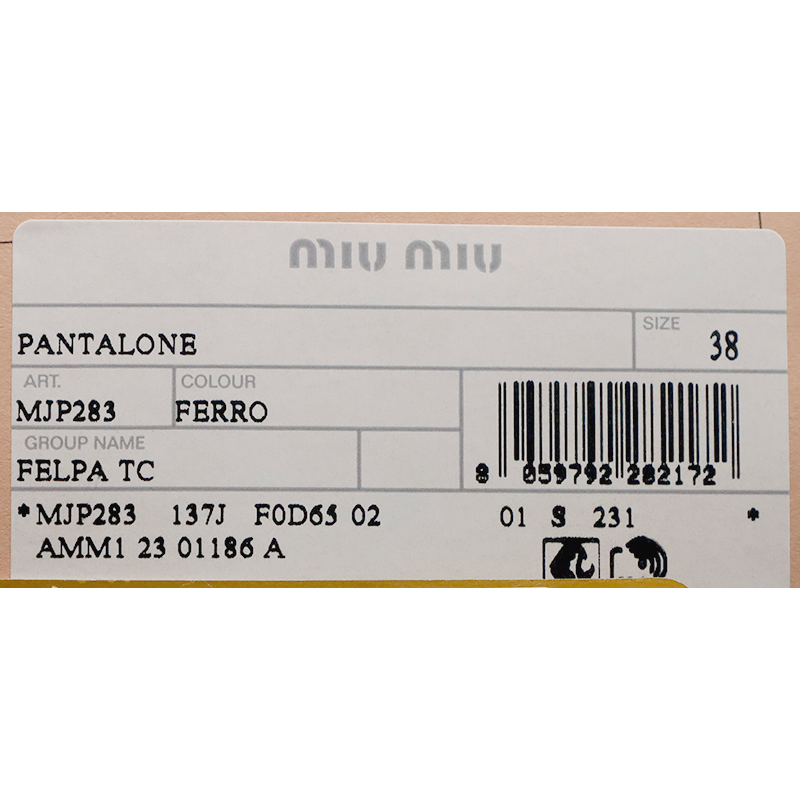 miu miu
PANTALONE
SIZE 38
ART. COLOUR
MJP283 FERRO
GROUP NAME
FELPA TC
8 059792 282172
* MJP283 137J F0D65 02 01 S 231 *
AMM1 23 01186 A